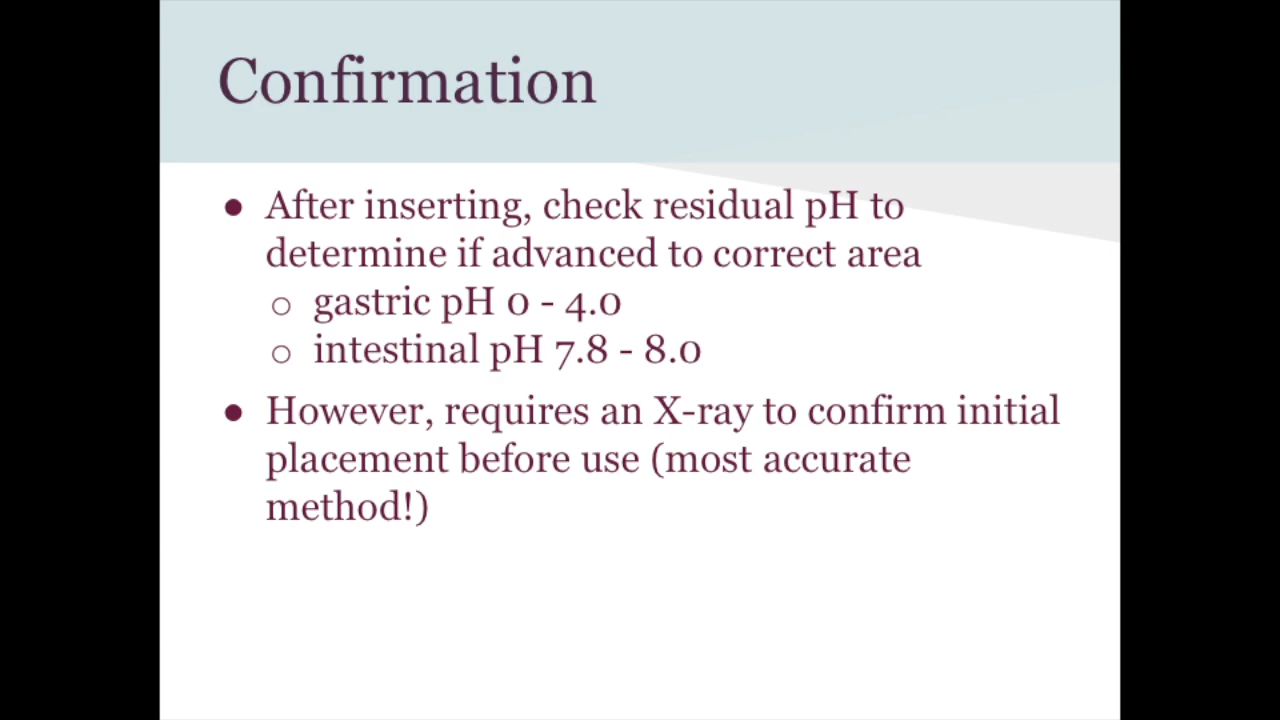 Confirmation
● After inserting, check residual pH to
determine if advanced to correct area
○ gastric pH 0 - 4.0
○ intestinal pH 7.8 - 8.0
● However, requires an X-ray to confirm initial
placement before use (most accurate
method!)